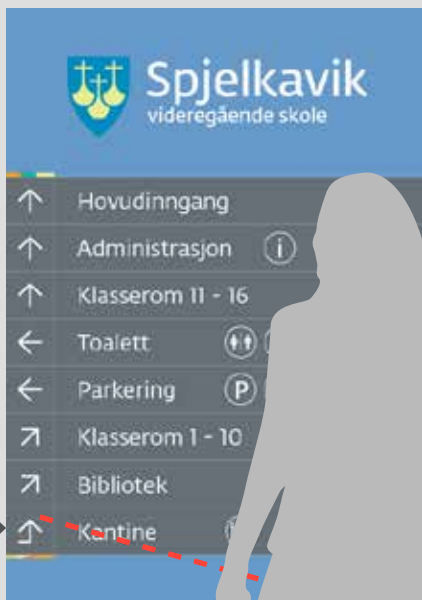 Spjelkavik
videregående skole
Hovudinngang
Administrasjon i
Klasserom 11 - 16
Toalett
Parkering P
Klasserom 1 - 10
Bibliotek
Kantine